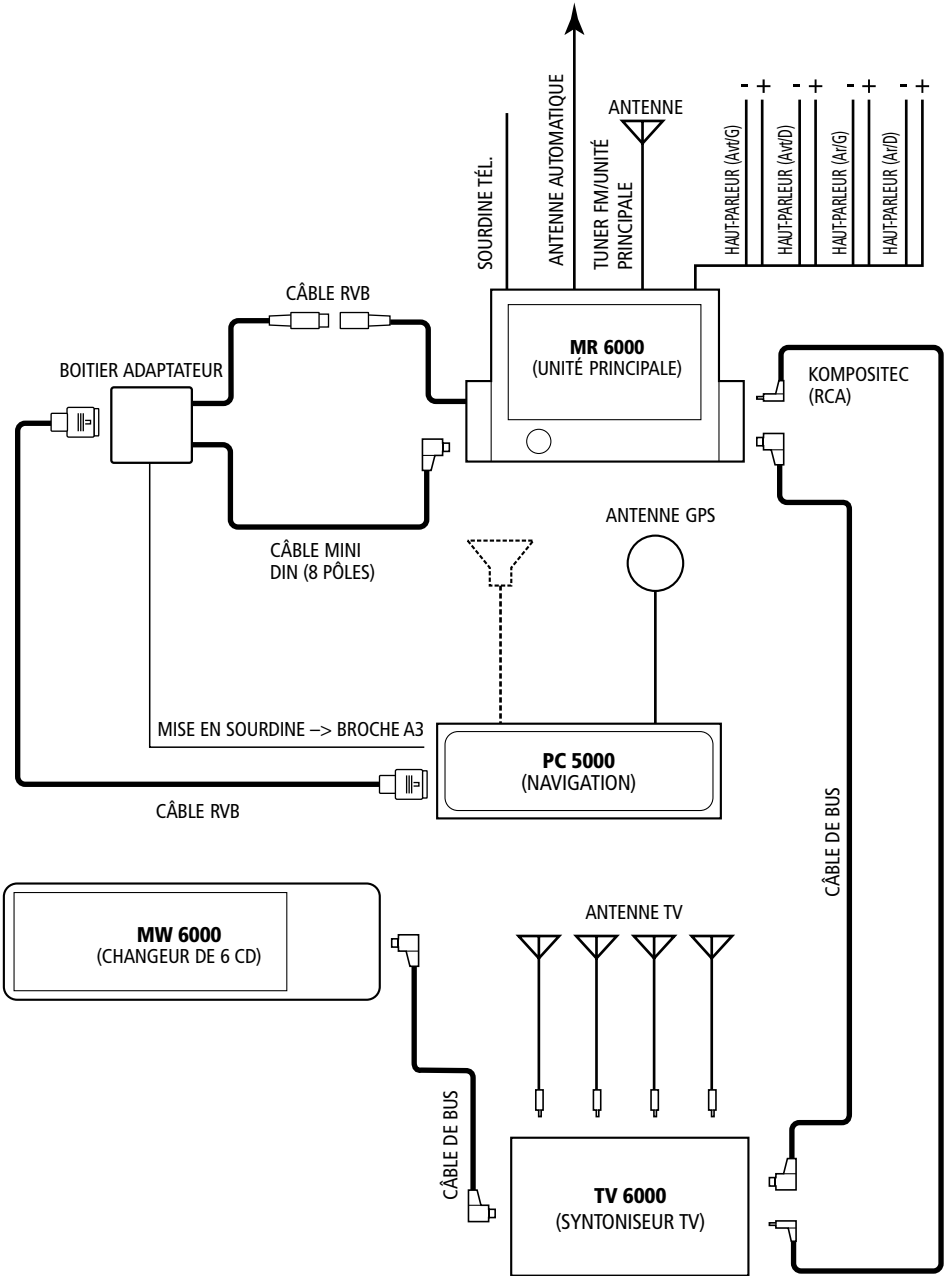 - + - + - + - +
SOURDINE TÉL.
ANTENNE AUTOMATIQUE
TUNER FM/UNITÉ
PRINCIPALE
ANTENNE
HAUT-PARLEUR (Avt/G)
HAUT-PARLEUR (Avt/D)
HAUT-PARLEUR (Ar/G)
HAUT-PARLEUR (Ar/D)
CÂBLE RVB
MR 6000
(UNITÉ PRINCIPALE)
BOITIER ADAPTATEUR
KOMPOSITEC
(RCA)
CÂBLE MINI
DIN (8 PÔLES)
ANTENNE GPS
MISE EN SOURDINE –> BROCHE A3
PC 5000
(NAVIGATION)
CÂBLE RVB
CÂBLE DE BUS
MW 6000
(CHANGEUR DE 6 CD)
ANTENNE TV
CÂBLE DE BUS
TV 6000
(SYNTONISEUR TV)